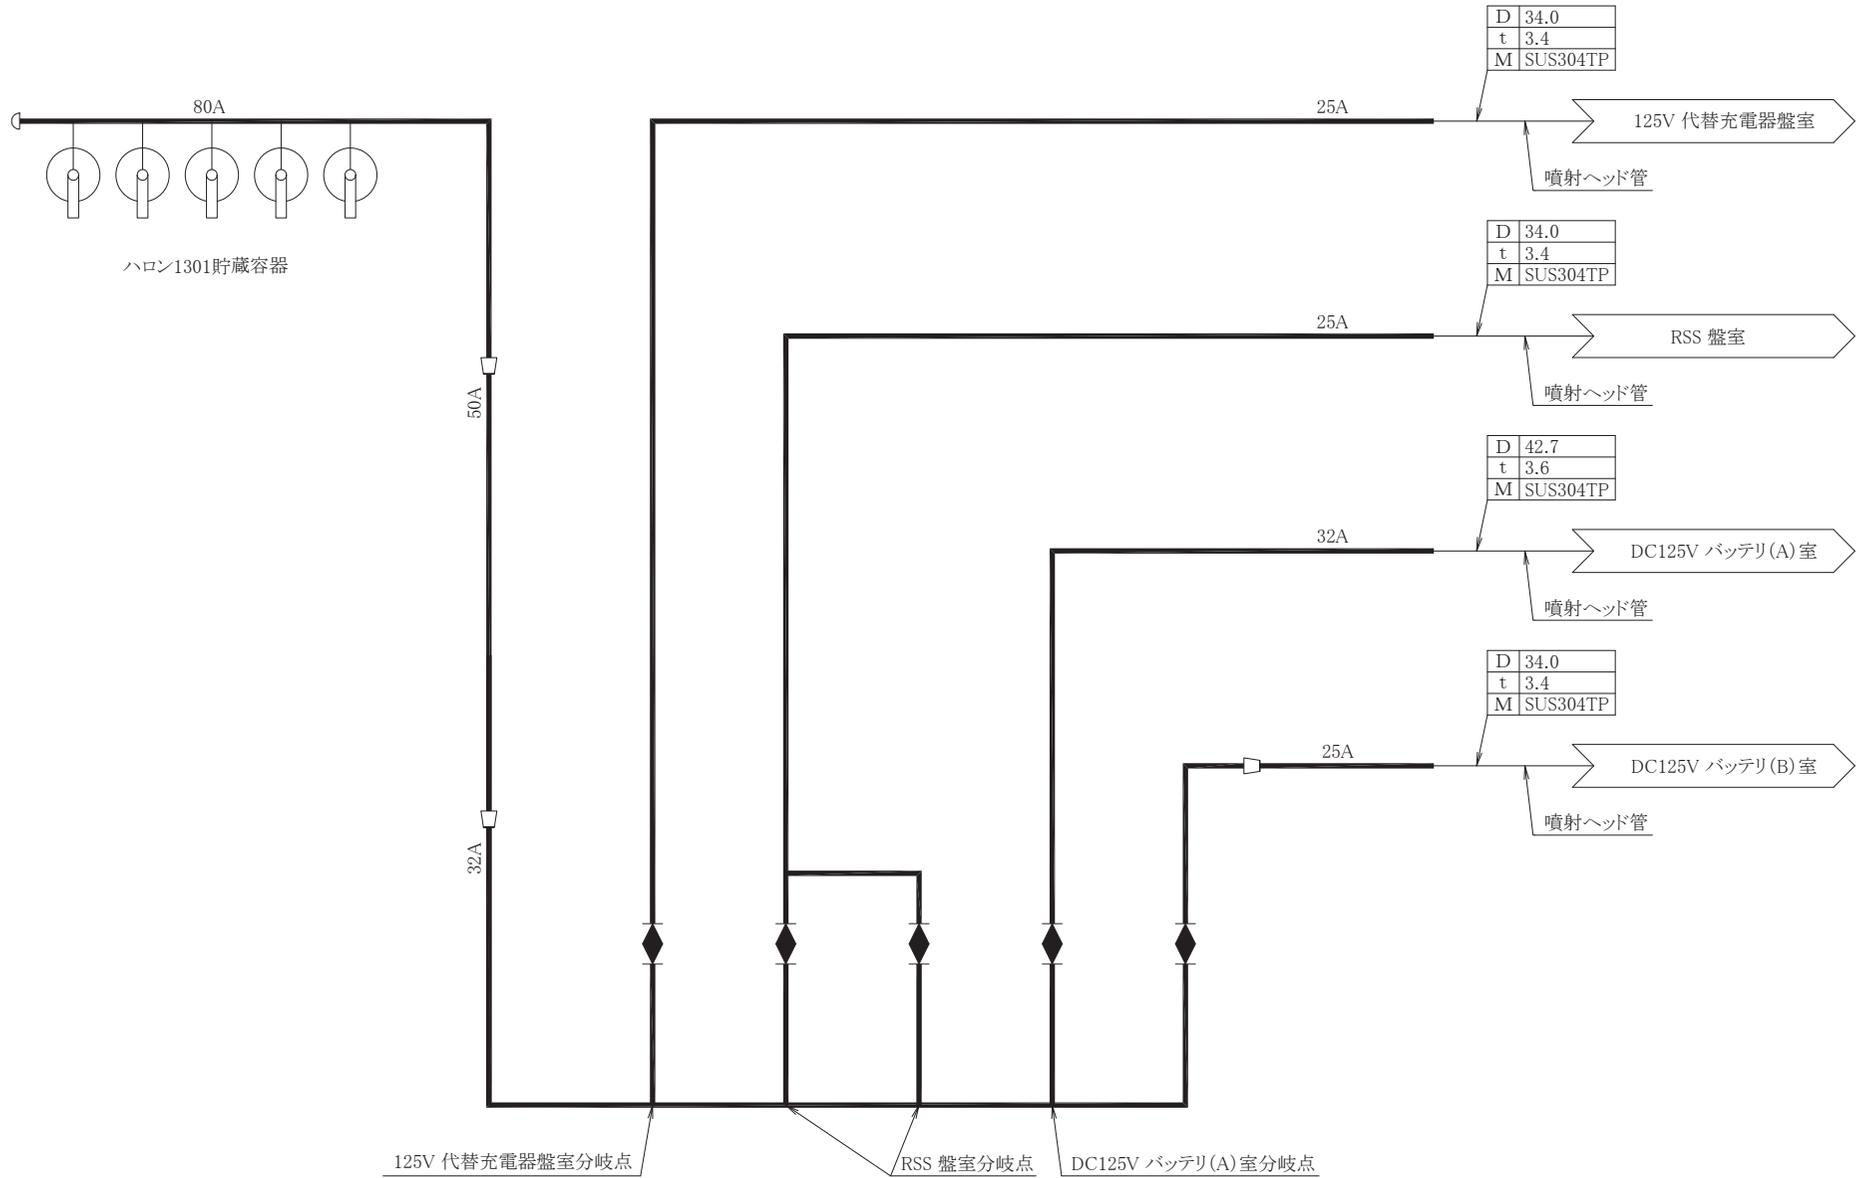 80A
ハロン1301貯蔵容器
50A
32A
25A
D 34.0
t 3.4
M SUS304TP
125V 代替充電器盤室
噴射ヘッド管
25A
D 34.0
t 3.4
M SUS304TP
RSS 盤室
噴射ヘッド管
32A
D 42.7
t 3.6
M SUS304TP
DC125V バッテリ(A)室
噴射ヘッド管
25A
D 34.0
t 3.4
M SUS304TP
DC125V バッテリ(B)室
噴射ヘッド管
125V 代替充電器盤室分岐点
RSS 盤室分岐点
DC125V バッテリ(A)室分岐点